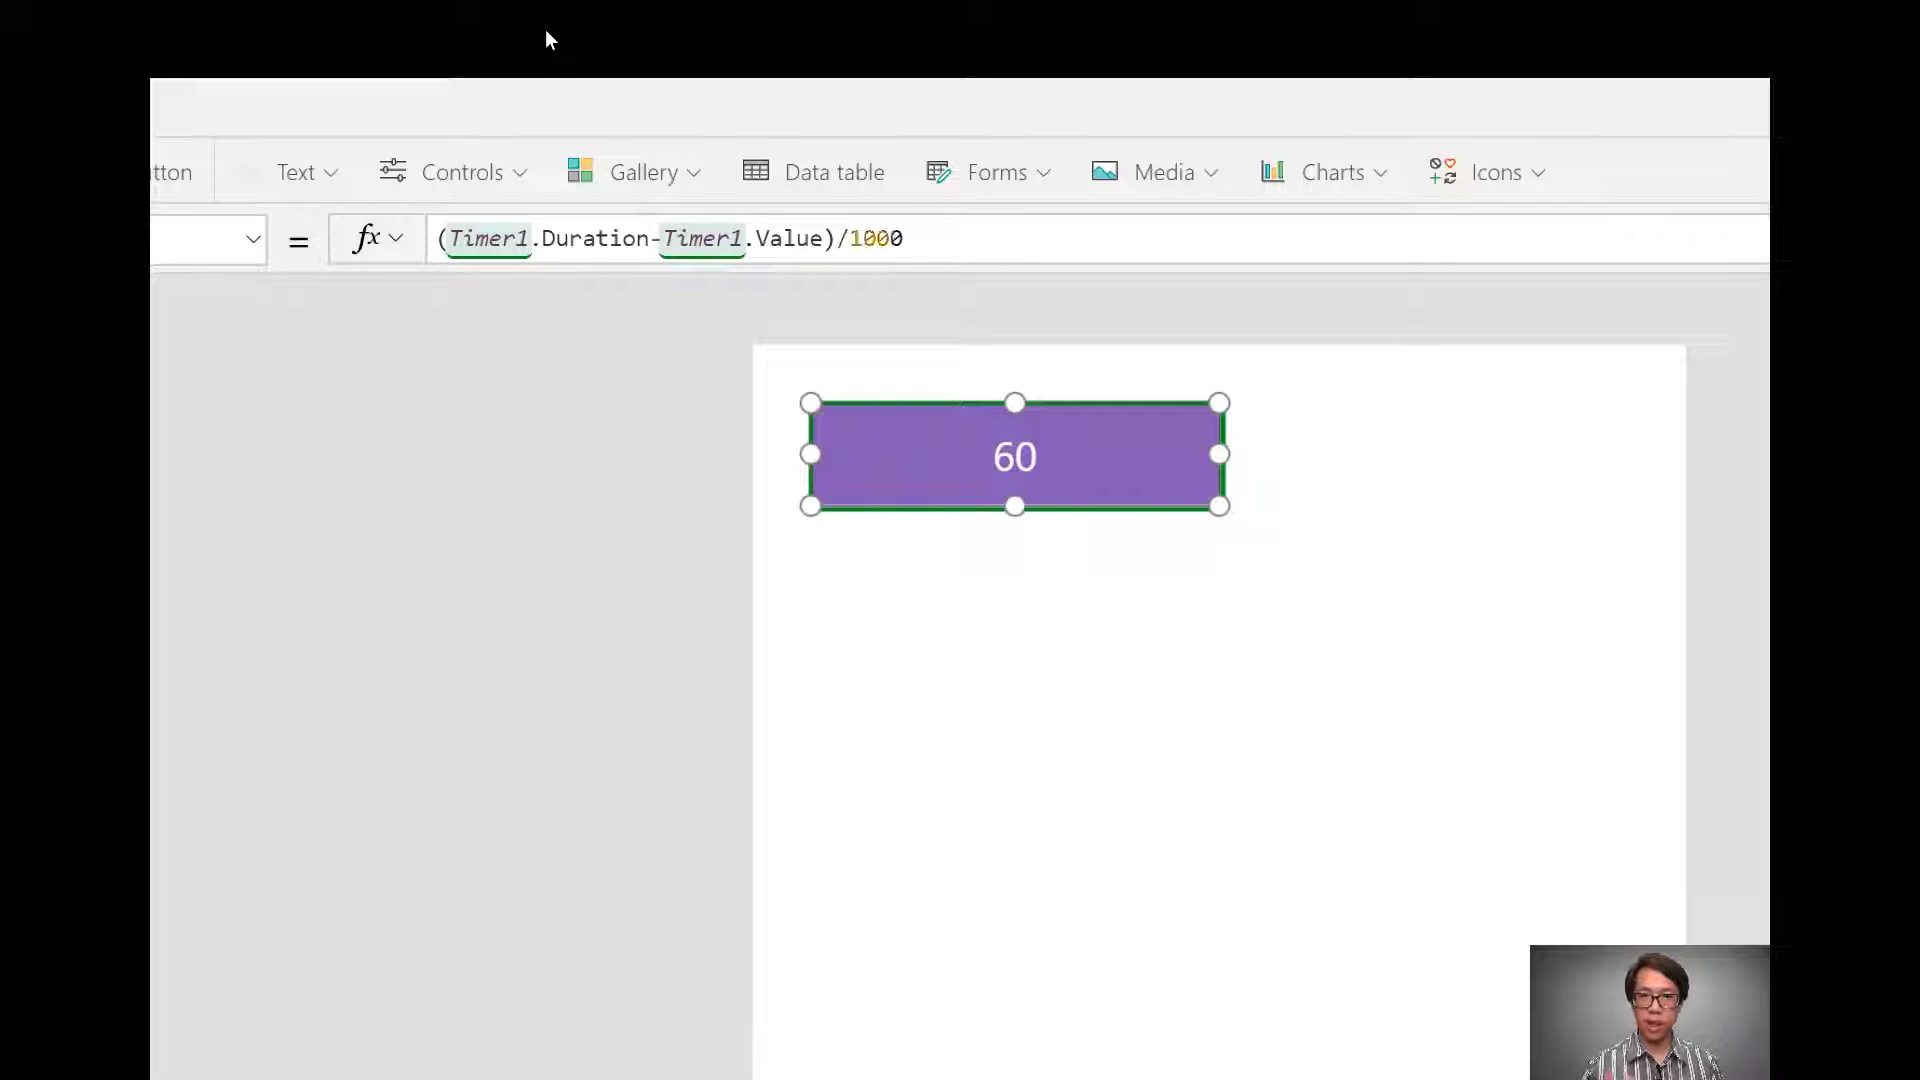 tton Text Controls Gallery Data table Forms Media Charts Icons
= fx (Timer1.Duration-Timer1.Value)/1000
60